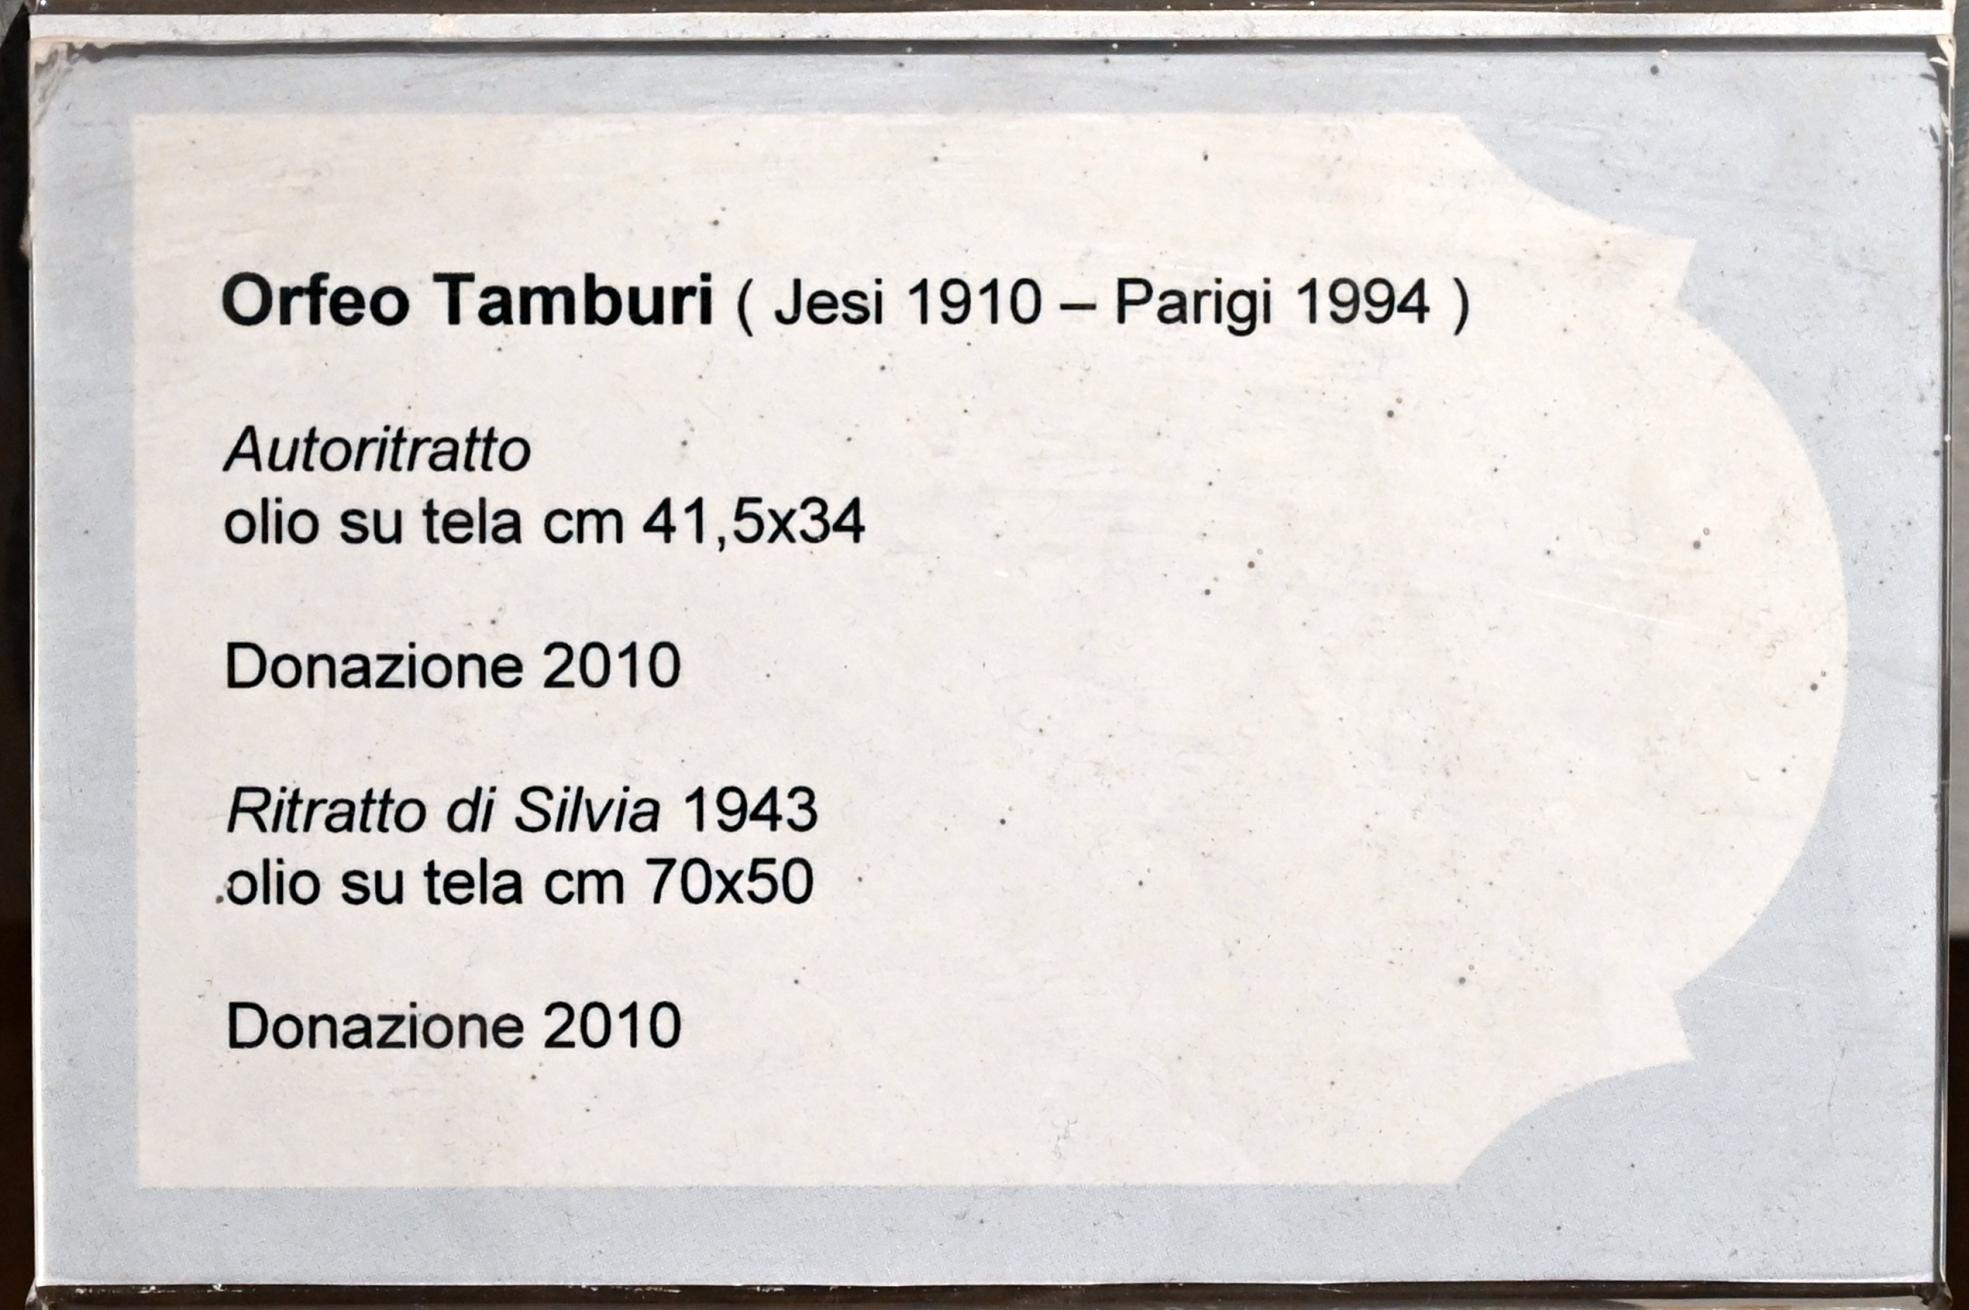 Orfeo Tamburi ( Jesi 1910 – Parigi 1994 )
Autoritratto
olio su tela cm 41,5x34
Donazione 2010
Ritratto di Silvia 1943
olio su tela cm 70x50
Donazione 2010